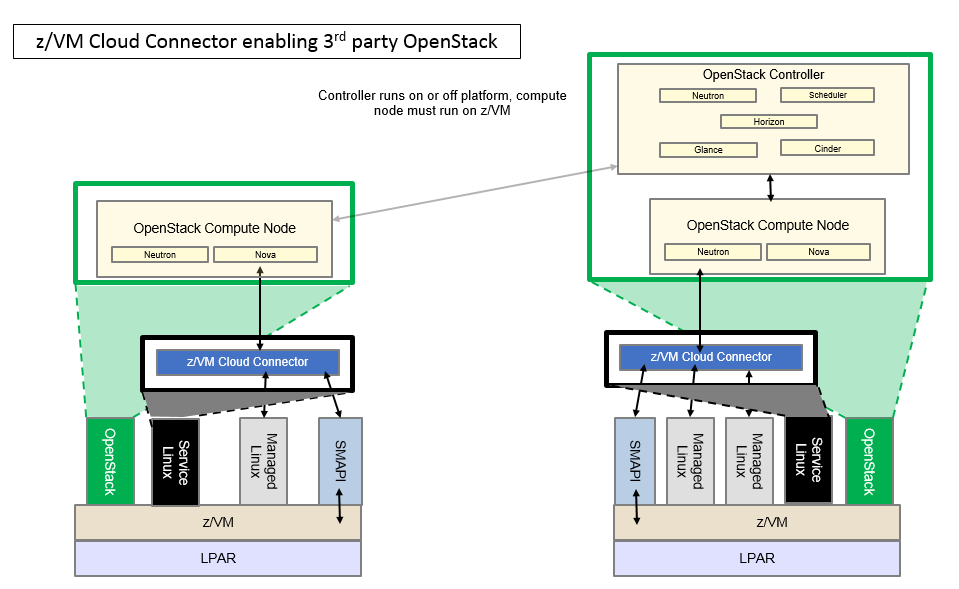 z/VM Cloud Connector enabling 3rd party OpenStack
Controller runs on or off platform, compute
node must run on z/VM
OpenStack Controller
Neutron
Scheduler
Horizon
Glance
Cinder
OpenStack Compute Node
Neutron
Nova
OpenStack Compute Node
Neutron
Nova
z/VM Cloud Connector
z/VM Cloud Connector
OpenStack
Service
Linux
Managed
Linux
SMAPI
z/VM
LPAR
SMAPI
Managed
Linux
Managed
Linux
Service
Linux
OpenStack
z/VM
LPAR